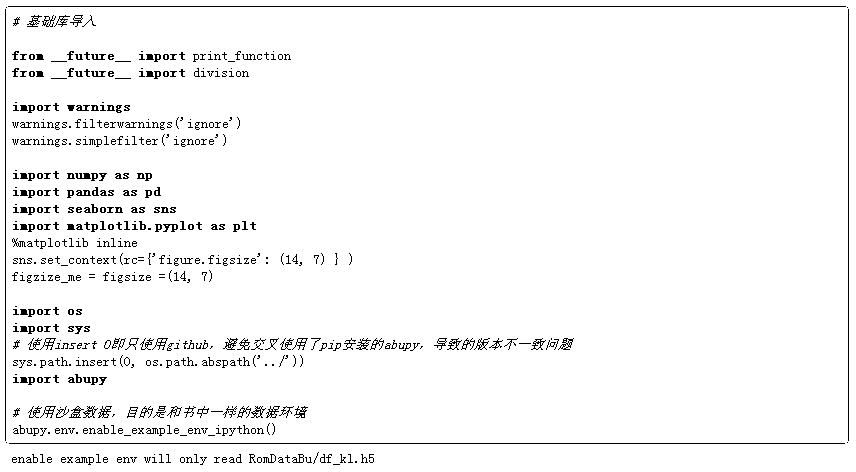 # 基础库导入
from __future__ import print_function
from __future__ import division
import warnings
warnings.filterwarnings('ignore')
warnings.simplefilter('ignore')
import numpy as np
import pandas as pd
import seaborn as sns
import matplotlib.pyplot as plt
%matplotlib inline
sns.set_context(rc={'figure.figsize': (14, 7) } )
figzize_me = figsize =(14, 7)
import os
import sys
# 使用insert 0即只使用github，避免交叉使用了pip安装的abupy，导致的版本不一致问题
sys.path.insert(0, os.path.abspath('../'))
import abupy
# 使用沙盒数据，目的是和书中一样的数据环境
abupy.env.enable_example_env_ipython()
enable example env will only read RomDataBu/df_kl.h5